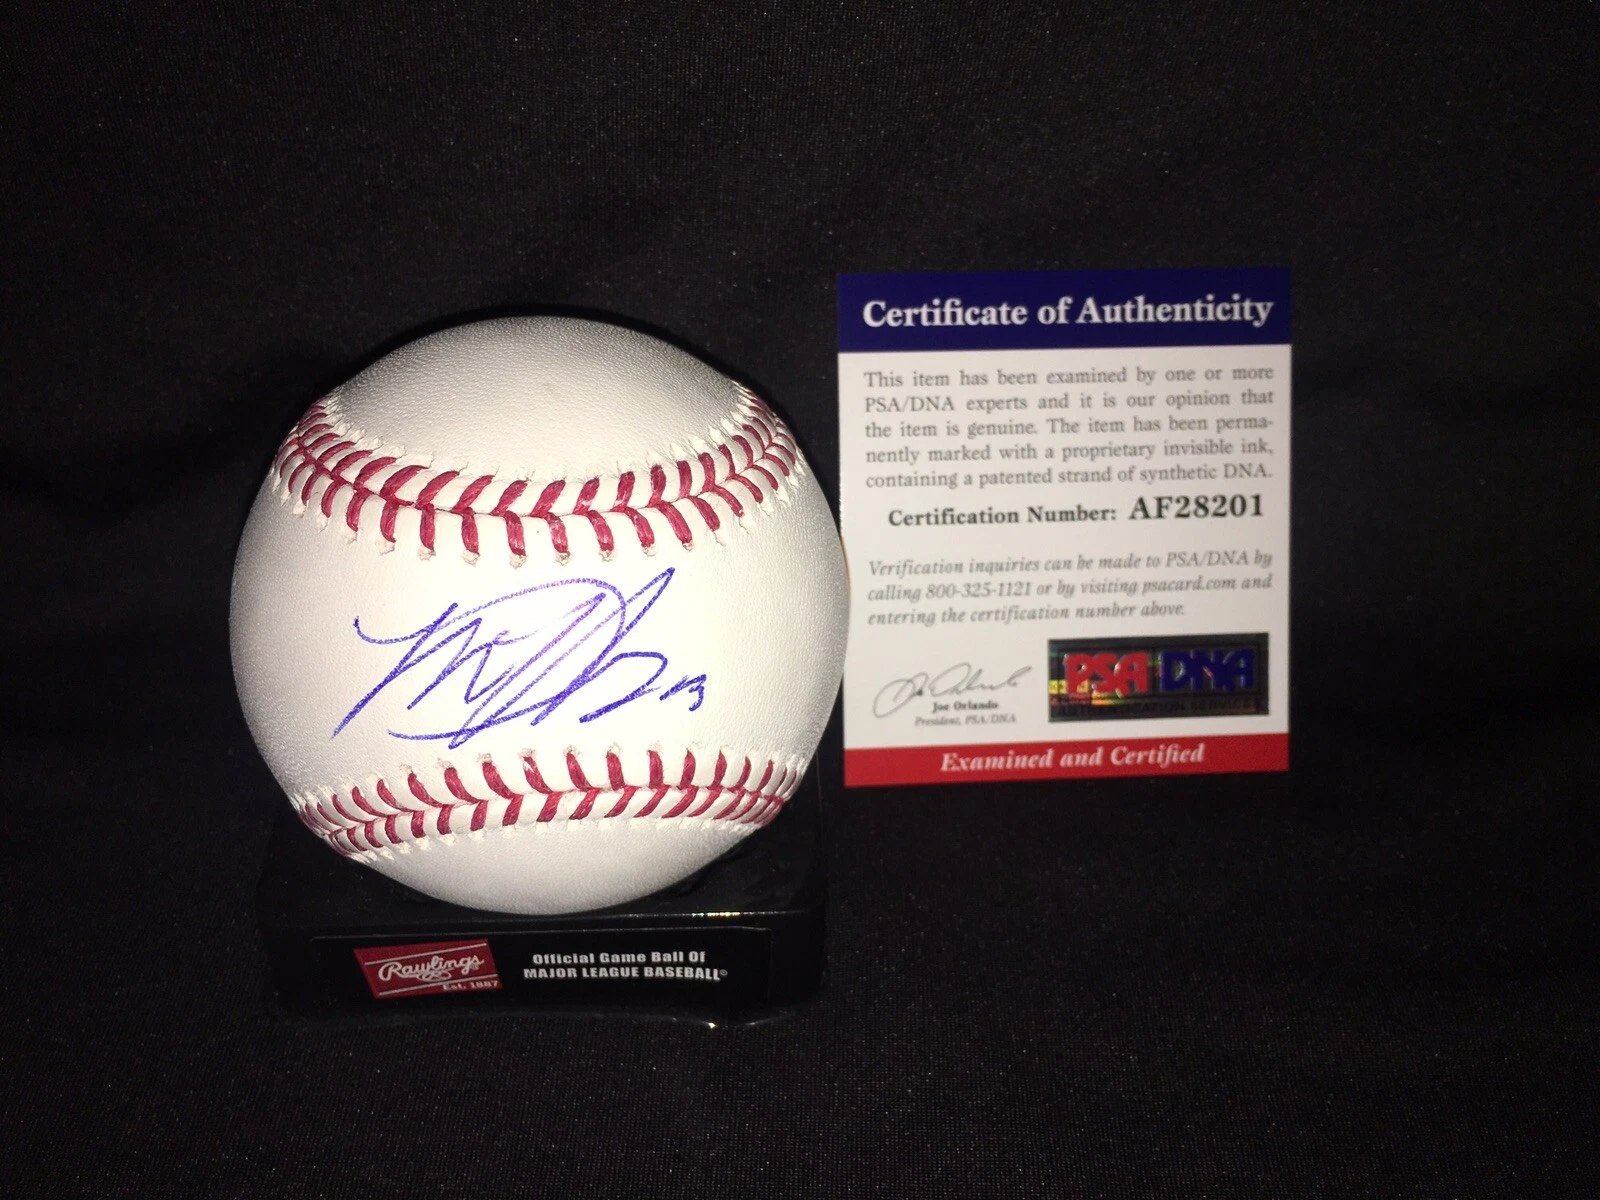 Certificate of Authenticity
This item has been examined by one or more
PSA/DNA experts and it is our opinion that
the item is genuine. The item has been perma-
nently marked with a proprietary invisible ink,
containing a patented strand of synthetic DNA.
Certification Number: AF28201
Verification inquiries can be made to PSA/DNA by
calling 800-325-1121 or by visiting psacard.com and
entering the certification number above.
PSA DNA
AUTHENTICATION SERVICES
Joe Orlando
President, PSA/DNA
Examined and Certified
13
Rawlings
Est. 1887
Official Game Ball Of
MAJOR LEAGUE BASEBALL®